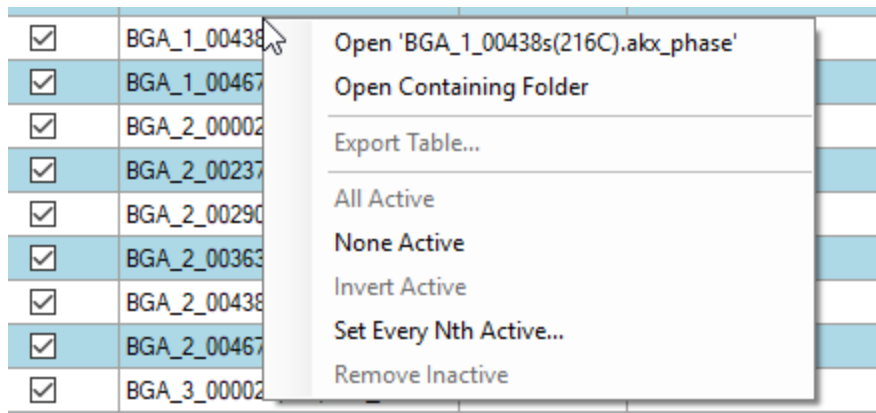 BGA_1_00438
Open 'BGA_1_00438s(216C).akx_phase'
BGA_1_00467
Open Containing Folder
BGA_2_00002
Export Table...
BGA_2_00237
All Active
BGA_2_00290
None Active
BGA_2_00363
Invert Active
BGA_2_00438
Set Every Nth Active...
BGA_2_00467
Remove Inactive
BGA_3_00002